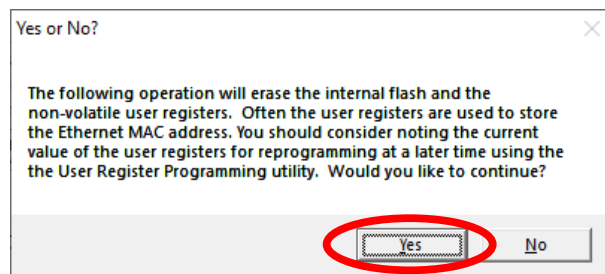 Yes or No?
The following operation will erase the internal flash and the
non-volatile user registers.  Often the user registers are used to store
the Ethernet MAC address. You should consider noting the current
value of the user registers for reprogramming at a later time using the
the User Register Programming utility.  Would you like to continue?
Yes No